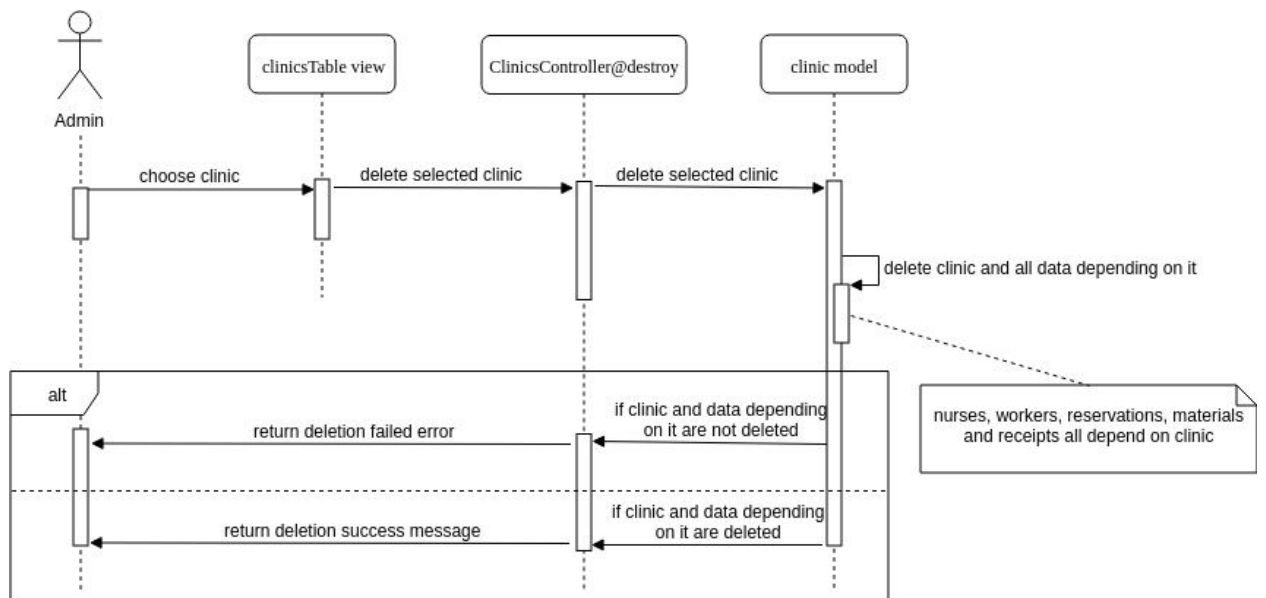 clinicsTable view
ClinicsController@destroy
clinic model
Admin
choose clinic
delete selected clinic
delete selected clinic
delete clinic and all data depending on it
alt
nurses, workers, reservations, materials
and receipts all depend on clinic
if clinic and data depending
on it are not deleted
return deletion failed error
if clinic and data depending
on it are deleted
return deletion success message